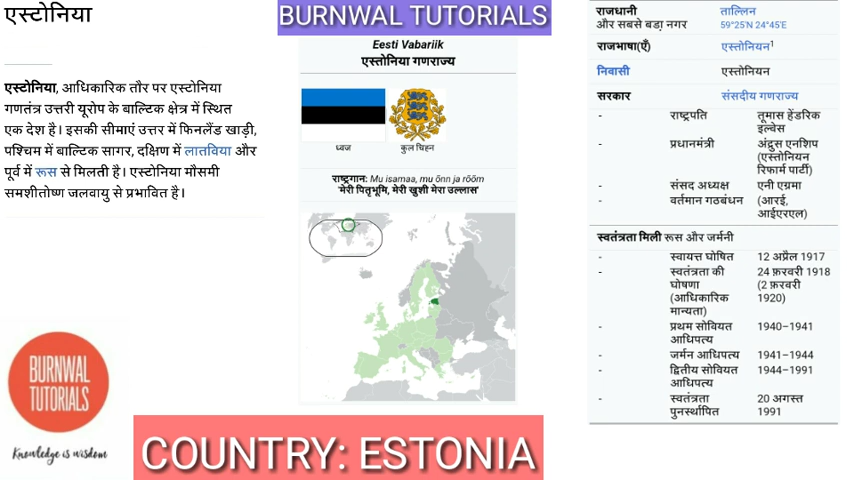 एस्टोनिया
एस्टोनिया, आधिकारिक तौर पर एस्टोनिया
गणतंत्र उत्तरी यूरोप के बाल्टिक क्षेत्र में स्थित
एक देश है। इसकी सीमाएं उत्तर में फिनलैंड खाड़ी,
पश्चिम में बाल्टिक सागर, दक्षिण में लातविया और
पूर्व में रूस से मिलती है। एस्टोनिया मौसमी
समशीतोष्ण जलवायु से प्रभावित है।
BURNWAL
TUTORIALS
Knowledge is wisdom
BURNWAL TUTORIALS
Eesti Vabariik
एस्तोनिया गणराज्य
ध्वज कुल चिह्न
राष्ट्रगान: Mu isamaa, mu õnn ja rõõm
'मेरी पितृभूमि, मेरी खुशी मेरा उल्लास'
COUNTRY: ESTONIA
राजधानी ताल्लिन
और सबसे बडा़ नगर 59°25′N 24°45′E
राजभाषा(एँ) एस्तोनियन1
निवासी एस्तोनियन
सरकार संसदीय गणराज्य
- राष्ट्रपति तूमास हेंडरिक
इल्वेस
- प्रधानमंत्री अंद्रुस एनशिप
(एस्तोनियन
रिफार्म पार्टी)
- संसद अध्यक्ष एनी एग्रमा
- वर्तमान गठबंधन (आरई,
आईएरएल)
स्वतंत्रता मिली रूस और जर्मनी
- स्वायत्त घोषित 12 अप्रैल 1917
- स्वतंत्रता की 24 फ़रवरी 1918
घोषणा (2 फ़रवरी
(आधिकारिक 1920)
मान्यता)
- प्रथम सोवियत 1940–1941
आधिपत्य
- जर्मन आधिपत्य 1941–1944
- द्वितीय सोवियत 1944–1991
आधिपत्य
- स्वतंत्रता 20 अगस्त
पुनर्स्थापित 1991